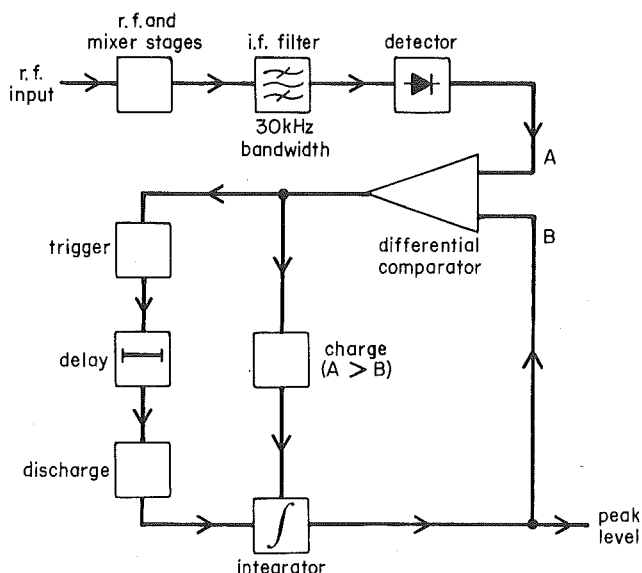 r.f. and
mixer stages
i.f. filter
detector
r.f.
input
30kHz
bandwidth
A
B
differential
comparator
trigger
delay
charge
(A > B)
discharge
∫
integrator
peak
level